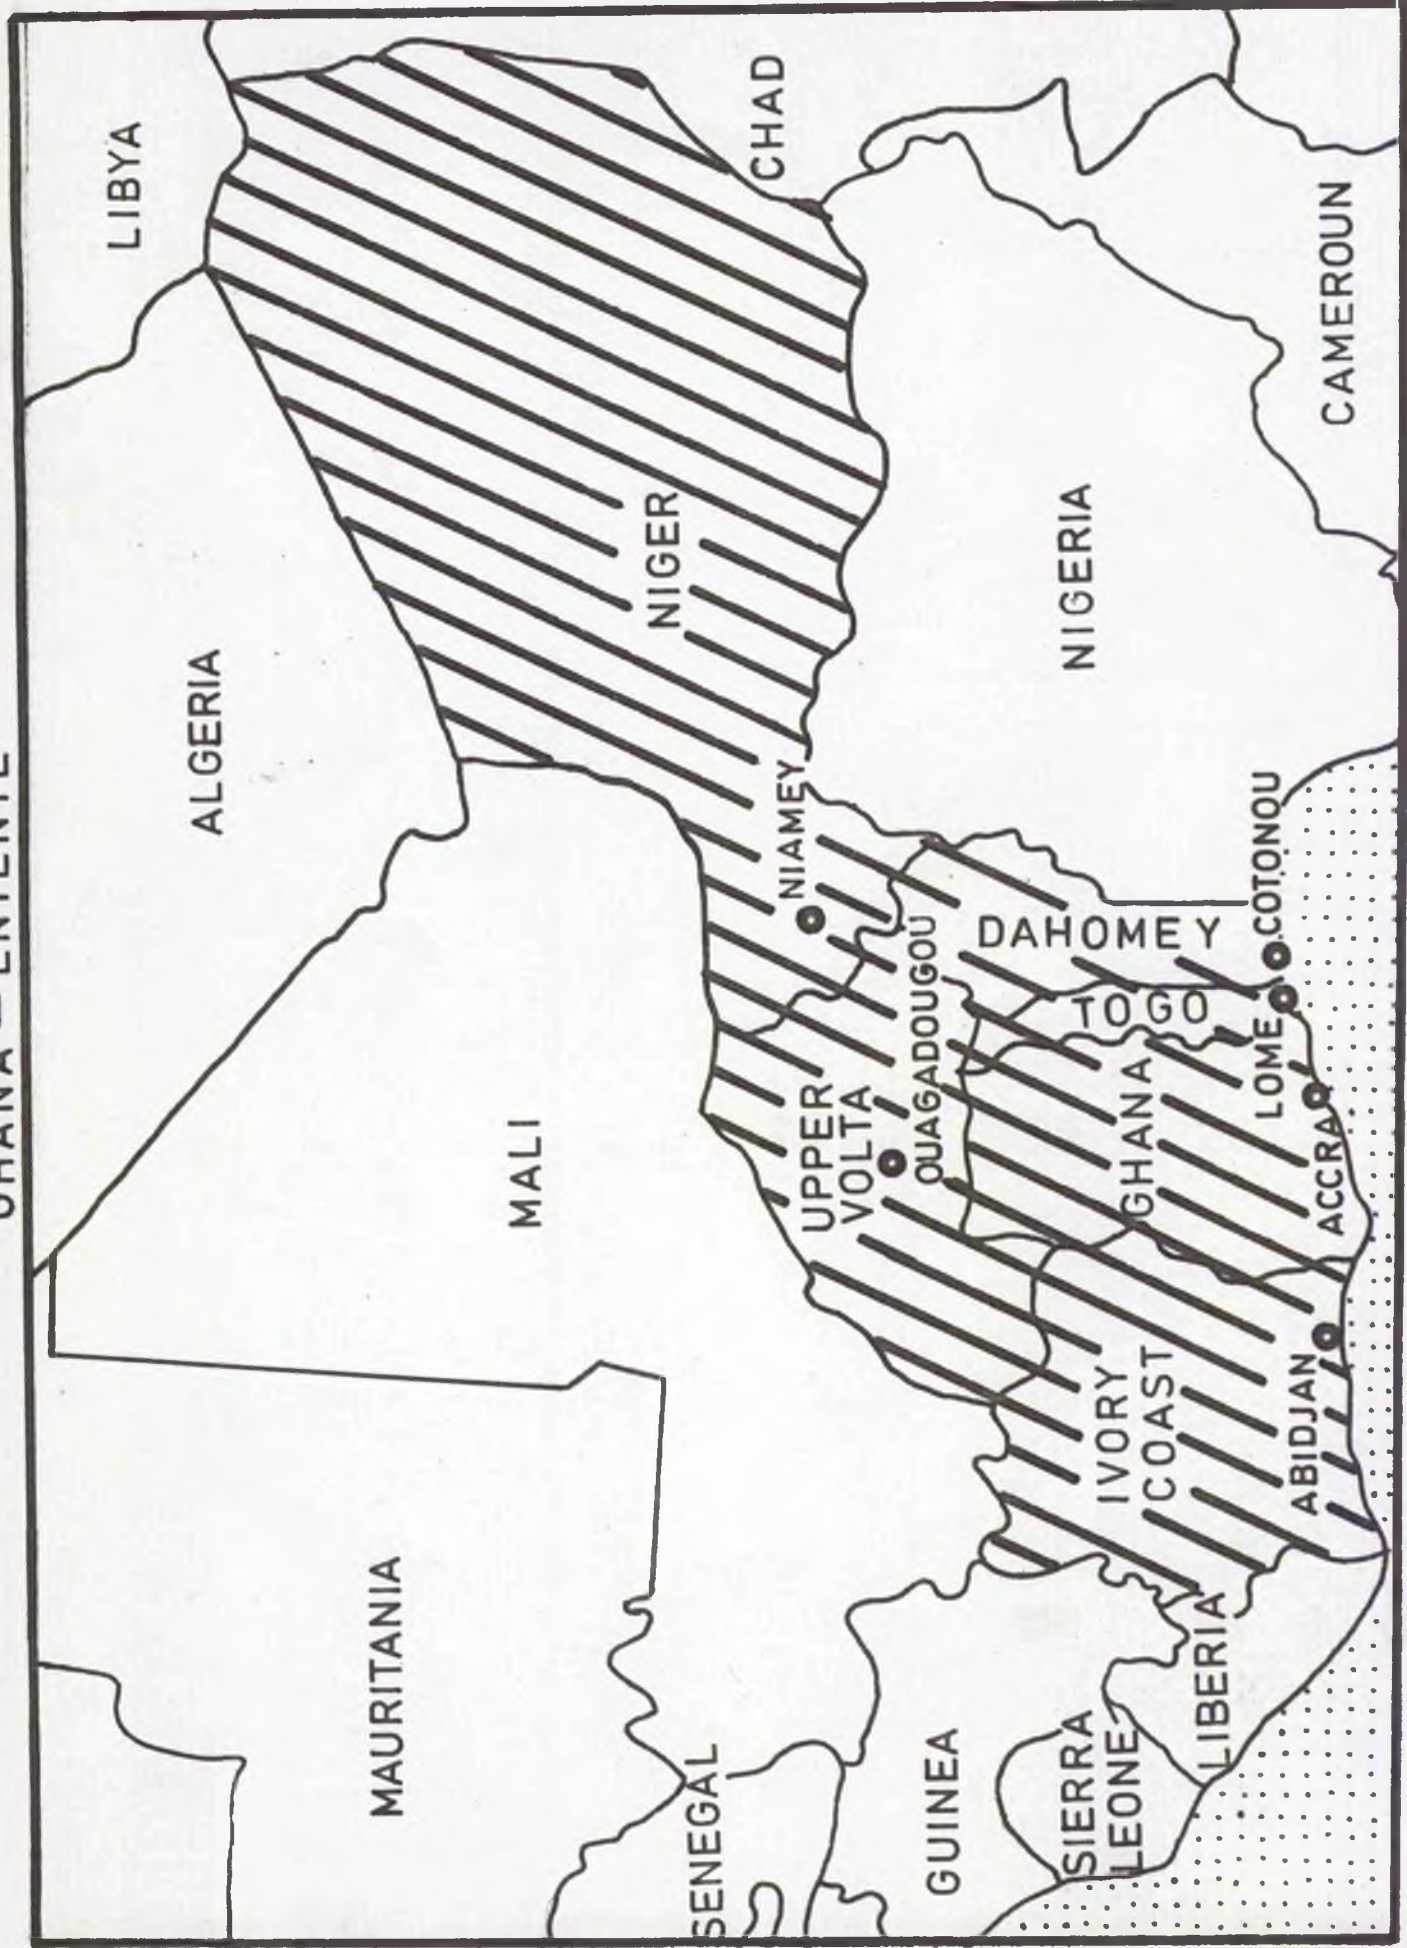 GHANA – ENTENTE
LIBYA
ALGERIA
MAURITANIA
MALI
NIGER
SENEGAL
CHAD
NIAMEY
UPPER
VOLTA
OUAGADOUGOU
GUINEA
DAHOMEY
NIGERIA
SIERRA
LEONE
TOGO
IVORY
COAST
GHANA
LIBERIA
COTONOU
LOME
ABIDJAN
ACCRA
CAMEROUN